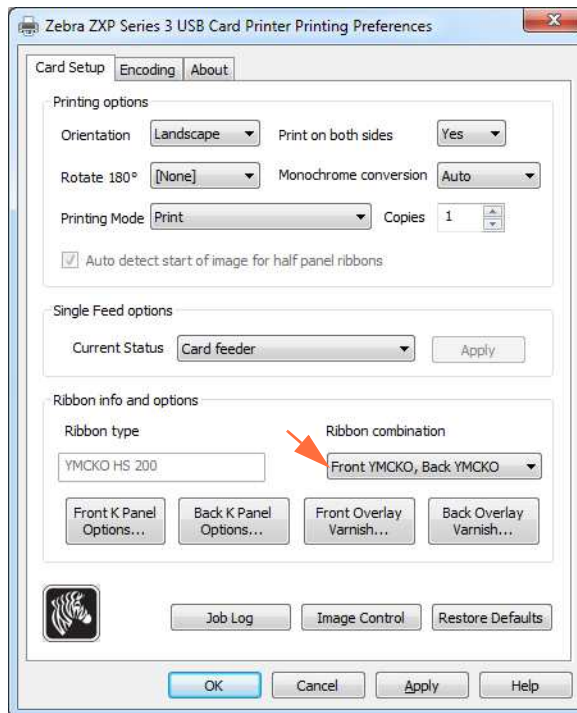 Zebra ZXP Series 3 USB Card Printer Printing Preferences
Card Setup Encoding About
Printing options
Orientation Landscape Print on both sides Yes
Rotate 180° [None] Monochrome conversion Auto
Printing Mode Print Copies 1
Auto detect start of image for half panel ribbons
Single Feed options
Current Status Card feeder Apply
Ribbon info and options
Ribbon type Ribbon combination
YMCKO HS 200 Front YMCKO, Back YMCKO
Front K Panel Back K Panel Front Overlay Back Overlay
Options... Options... Varnish... Varnish...
Job Log Image Control Restore Defaults
OK Cancel Apply Help